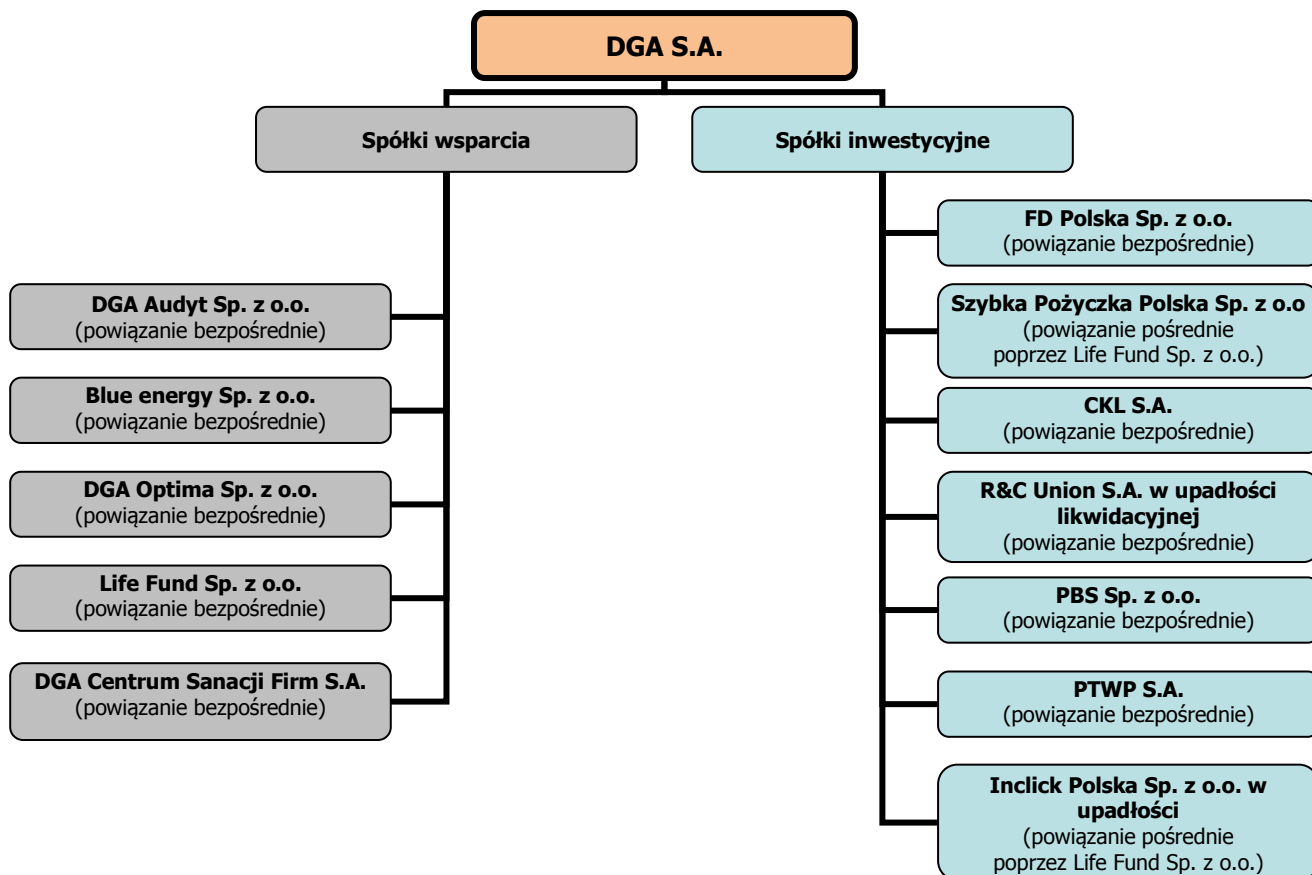 DGA S.A.
Spółki wsparcia
Spółki inwestycyjne
DGA Audyt Sp. z o.o.
(powiązanie bezpośrednie)
Blue energy Sp. z o.o.
(powiązanie bezpośrednie)
DGA Optima Sp. z o.o.
(powiązanie bezpośrednie)
Life Fund Sp. z o.o.
(powiązanie bezpośrednie)
DGA Centrum Sanacji Firm S.A.
(powiązanie bezpośrednie)
FD Polska Sp. z o.o.
(powiązanie bezpośrednie)
Szybka Pożyczka Polska Sp. z o.o
(powiązanie pośrednie
poprzez Life Fund Sp. z o.o.)
CKL S.A.
(powiązanie bezpośrednie)
R&C Union S.A. w upadłości
likwidacyjnej
(powiązanie bezpośrednie)
PBS Sp. z o.o.
(powiązanie bezpośrednie)
PTWP S.A.
(powiązanie bezpośrednie)
Inclick Polska Sp. z o.o. w
upadłości
(powiązanie pośrednie
poprzez Life Fund Sp. z o.o.)